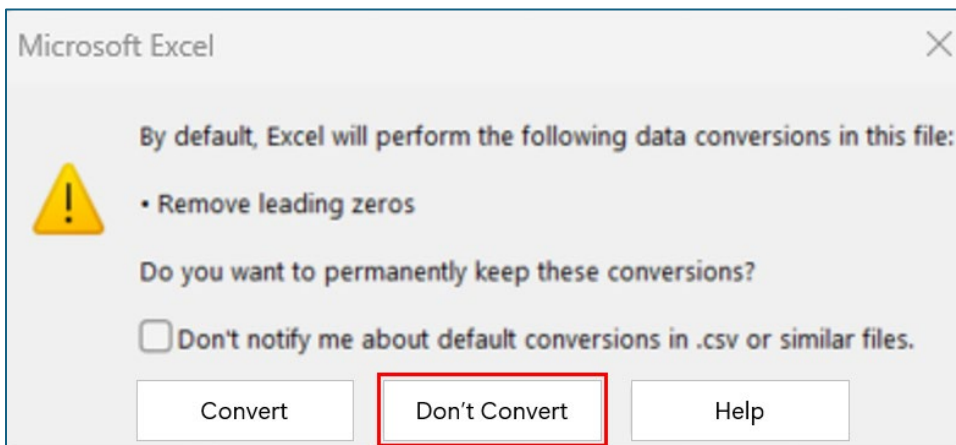 Microsoft Excel
By default, Excel will perform the following data conversions in this file:
• Remove leading zeros
Do you want to permanently keep these conversions?
Don't notify me about default conversions in .csv or similar files.
Convert Don't Convert Help